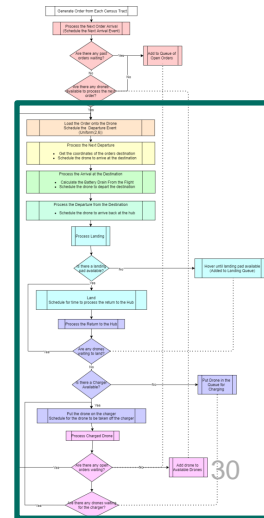 Generate Order from Each Census Tract
Process the Next Order Arrival
(Schedule the Next Arrival Event)
Are there any past
orders waiting?
Yes
Add to Queue of
Open Orders
No
Are there any drones
available to process the next
order?
No
Yes
Load the Order onto the Drone
Schedule the Departure Event
Process the Next Departure
• Get the coordinates of the orders destination
• Schedule the drone to arrive at the destination
Process the Arrival at the Destination
• Calculate the Battery Drain From the Flight
• Schedule the drone to depart the destination
Process the Departure from the Destination
• Schedule the drone to arrive back at the hub
Process Landing
Is there a landing
pad available?
No
Hover until landing pad available
(Added to Landing Queue)
Yes
Land
Schedule for time to process the return to the Hub
Process the Return to the Hub
Yes
Are any drones
waiting to land?
No
Is there a Charger
Available?
No
Put Drone in the
Queue for
Charging
Yes
Put the drone on the charger
Schedule for the drone to be taken off the charger
Process Charged Drone
Yes
Are there any open
orders waiting?
No
Add drone to
Available Drones
30
Yes
Are there any drones waiting
for the charger?